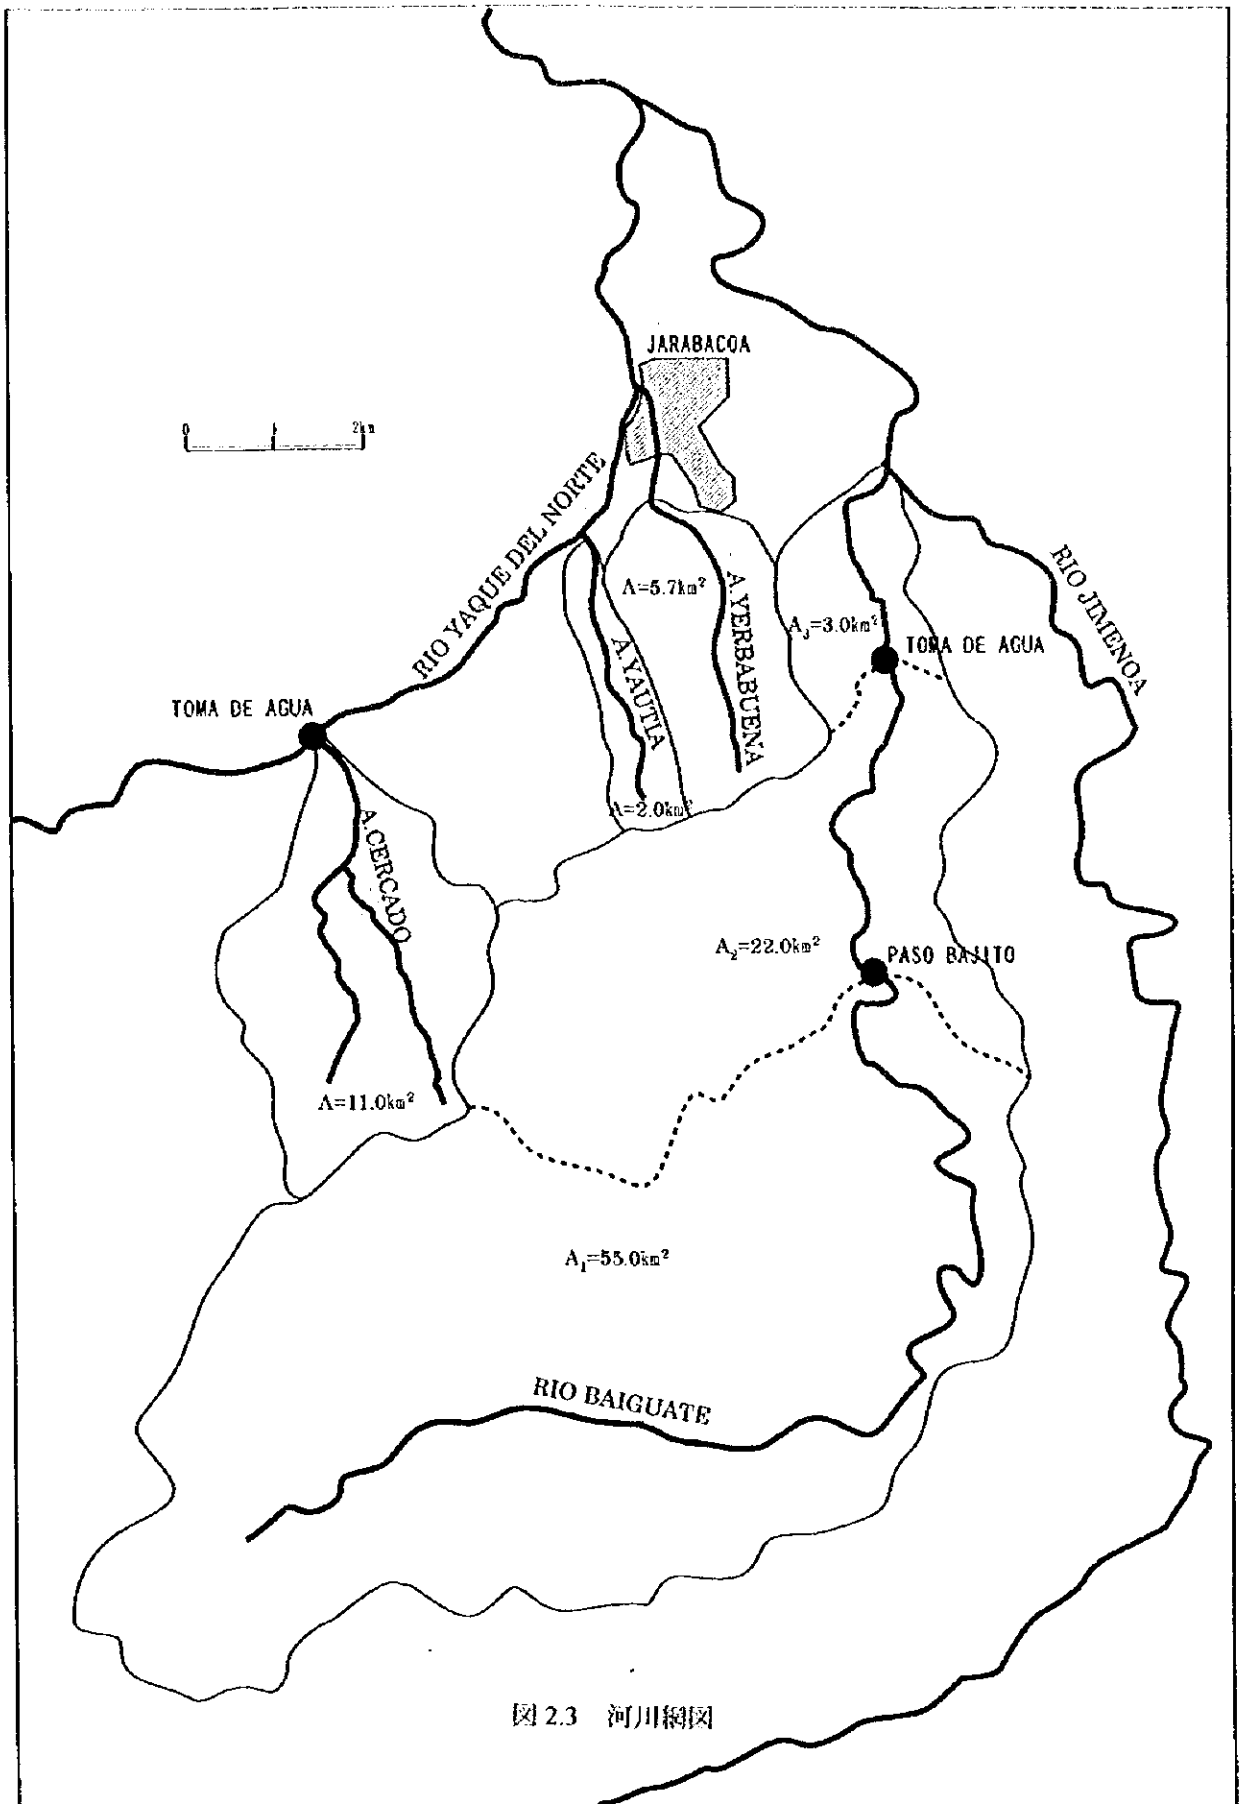 JARABACOA
0 1 2km
RIO YAQUE DEL NORTE
RIO JIMENOA
A=5.7km²
A.YERBABUENA
A₃=3.0km²
TOMA DE AGUA
A.YAUTIA
TOMA DE AGUA
A=2.0km²
A.CERCADO
A₂=22.0km²
PASO BAJITO
A=11.0km²
A₁=55.0km²
RIO BAIGUATE
図 2.3 河川網図